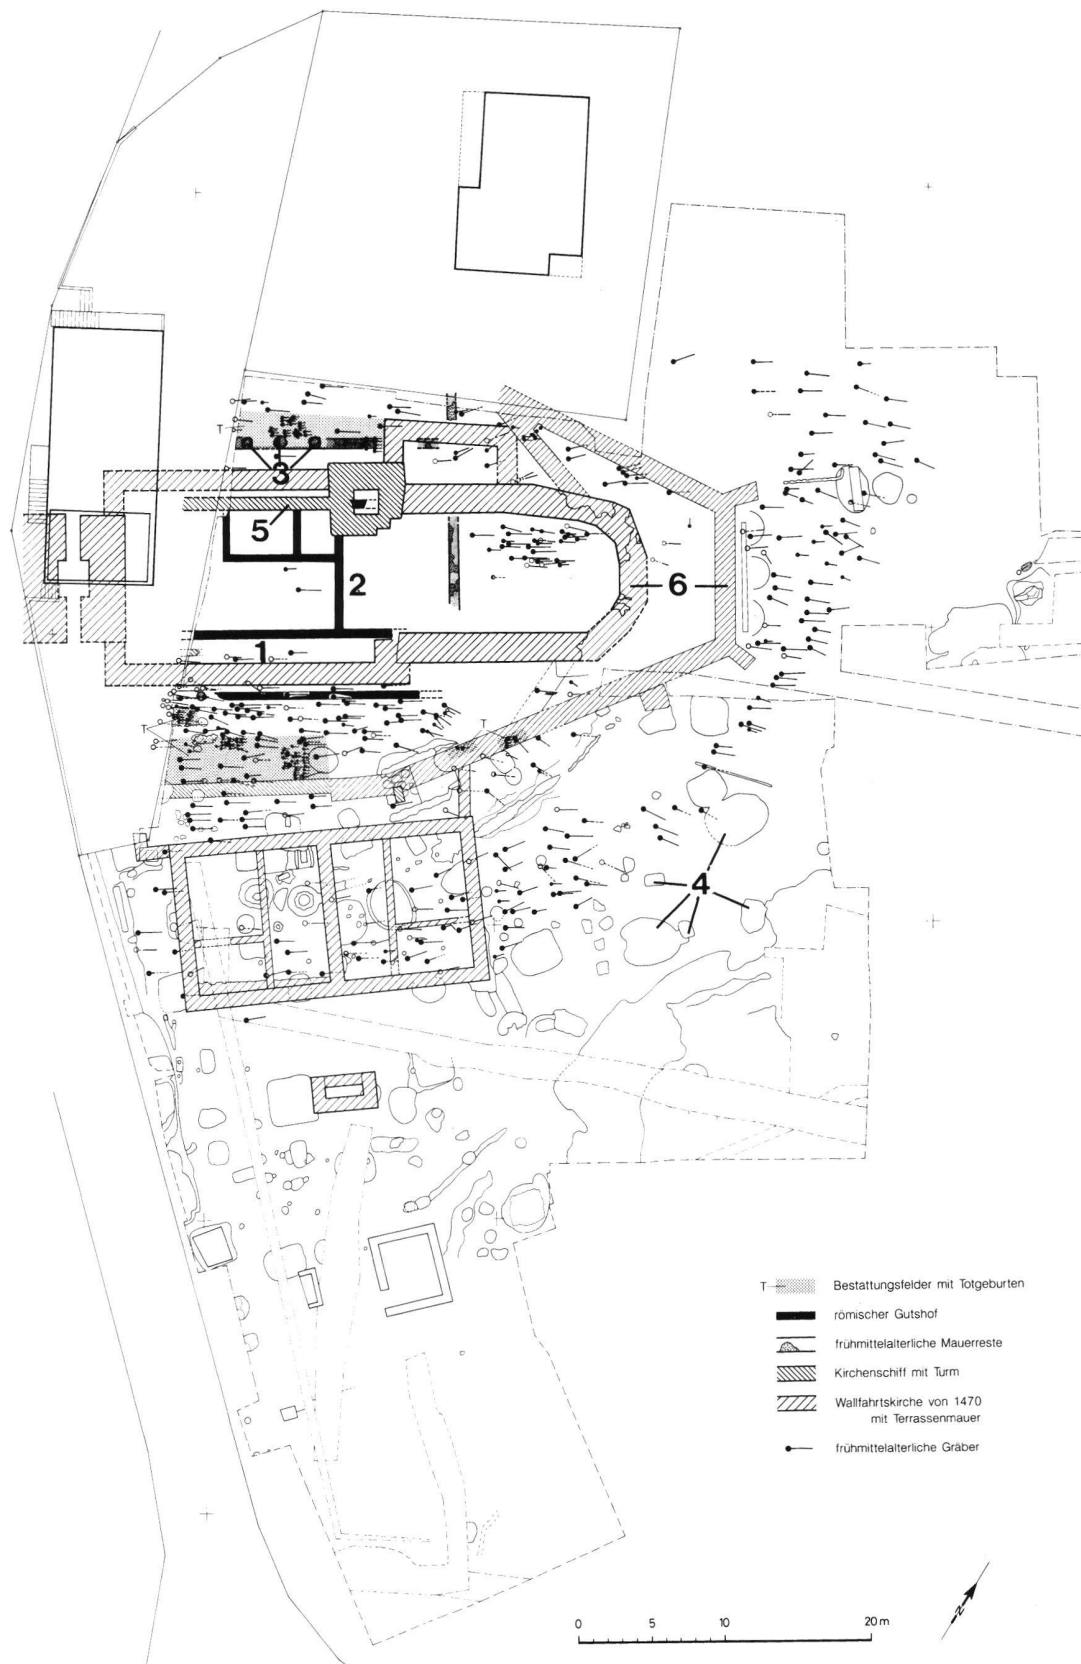 T
3
5
2
6
1
T
T
4
T Bestattungsfelder mit Totgeburten
römischer Gutshof
frühmittelalterliche Mauerreste
Kirchenschiff mit Turm
Wallfahrtskirche von 1470
mit Terrassenmauer
frühmittelalterliche Gräber
N
0 5 10 20 m